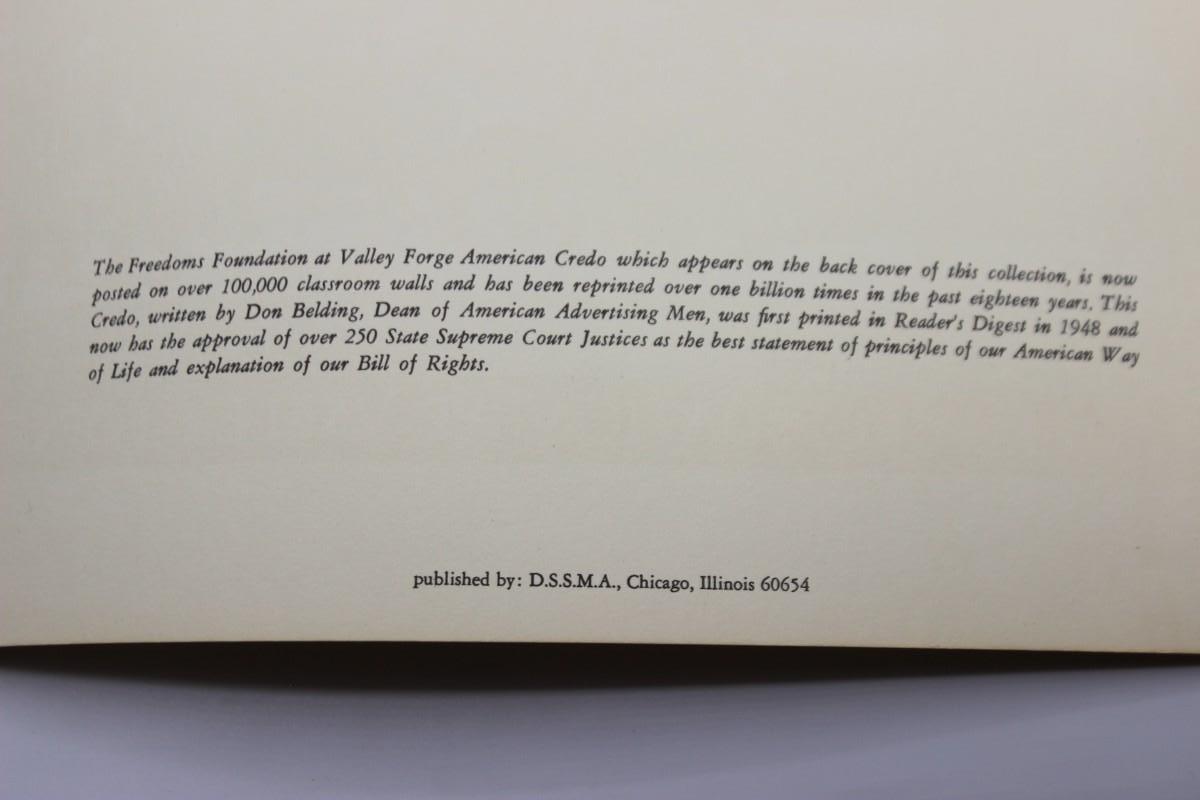 The Freedoms Foundation at Valley Forge American Credo which appears on the back cover of this collection, is now
posted on over 100,000 classroom walls and has been reprinted over one billion times in the past eighteen years. This
Credo, written by Don Belding, Dean of American Advertising Men, was first printed in Reader's Digest in 1948 and
now has the approval of over 250 State Supreme Court Justices as the best statement of principles of our American Way
of Life and explanation of our Bill of Rights.
published by: D.S.S.M.A., Chicago, Illinois 60654